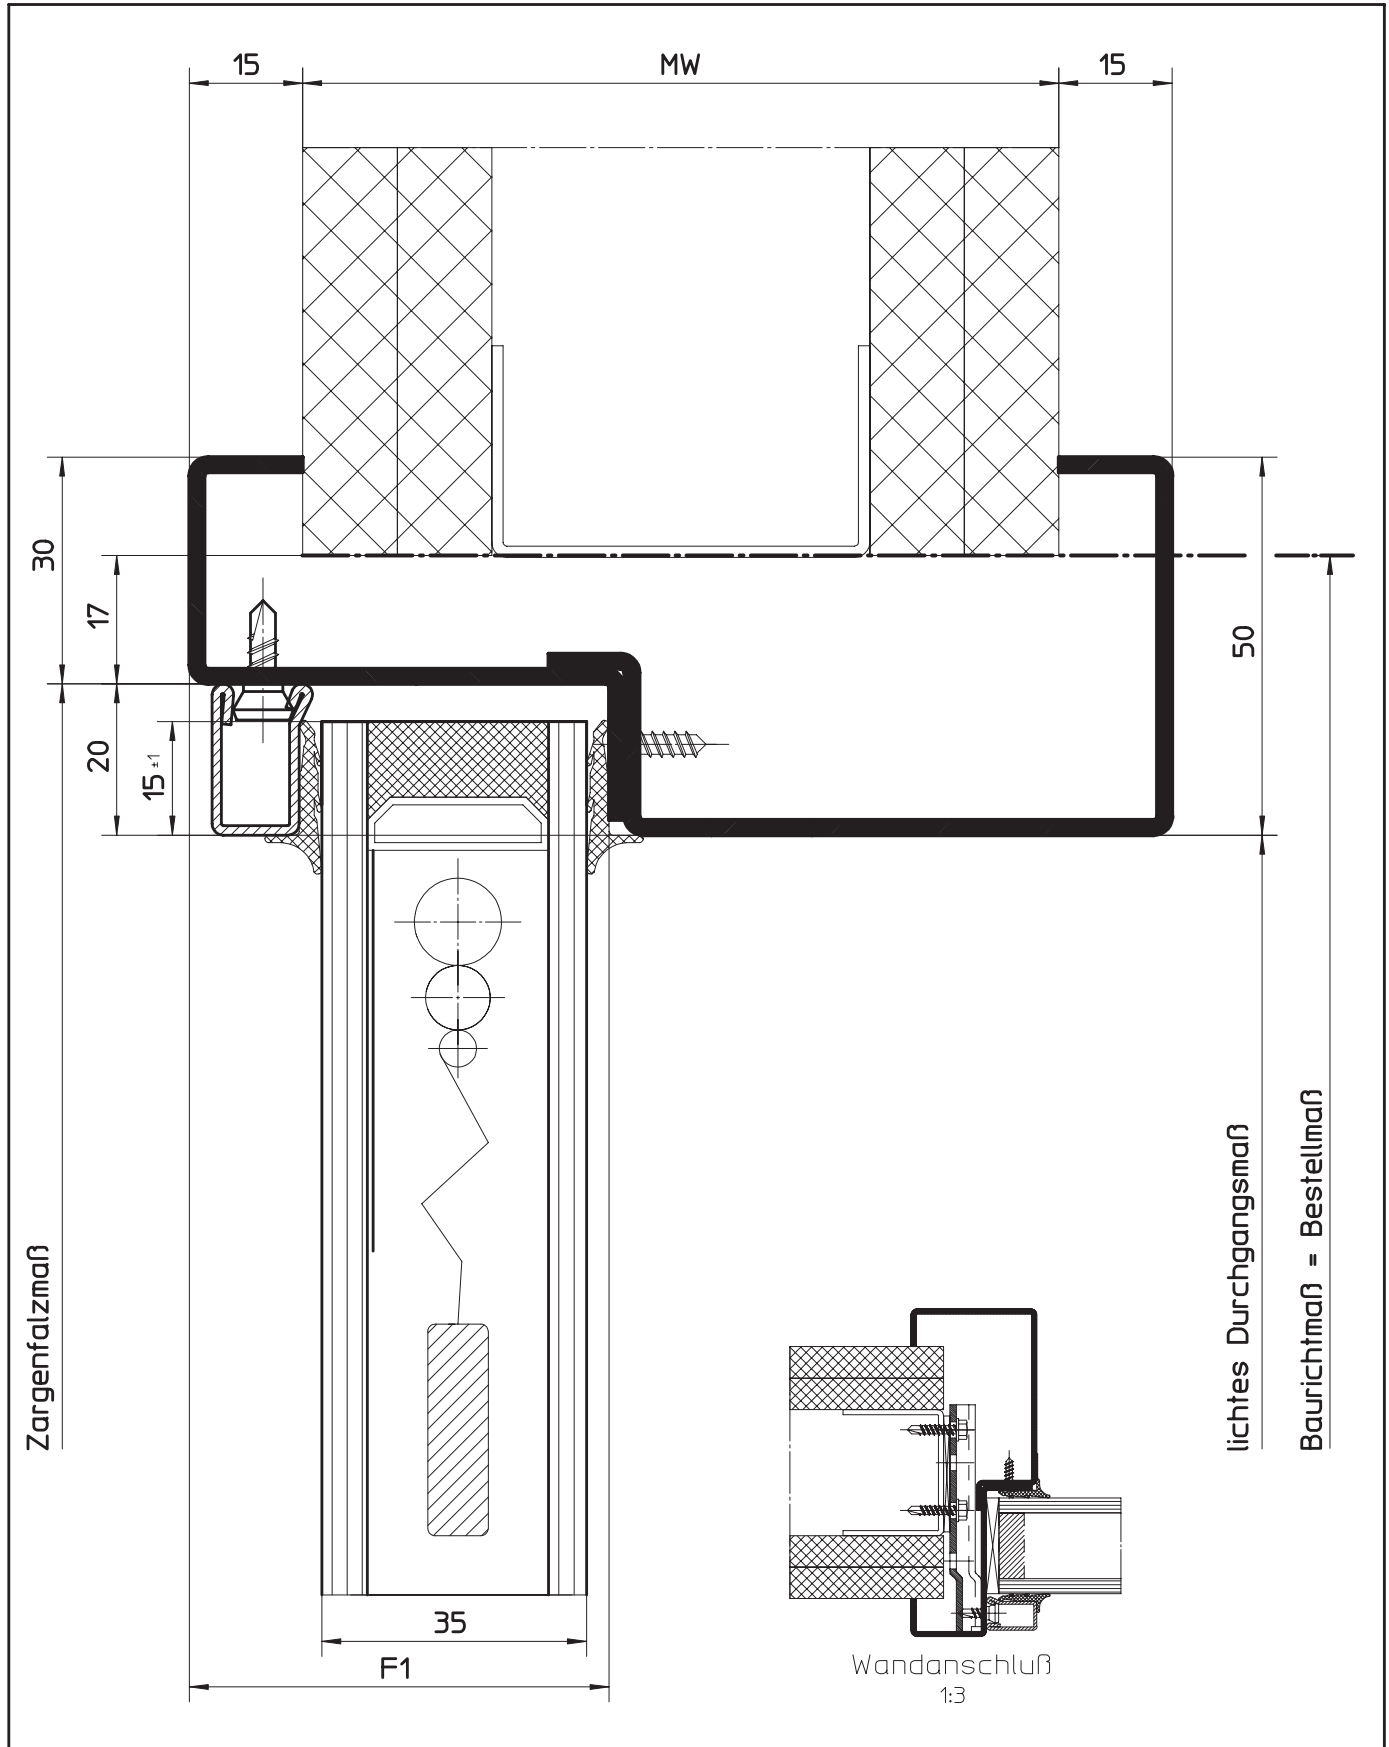 15
MW
15
30
17
50
20
15 ±1
Zargenfalzmaß
lichtes Durchgangsmaß
Baurichtmaß = Bestellmaß
35
F1
Wandanschluß
1:3